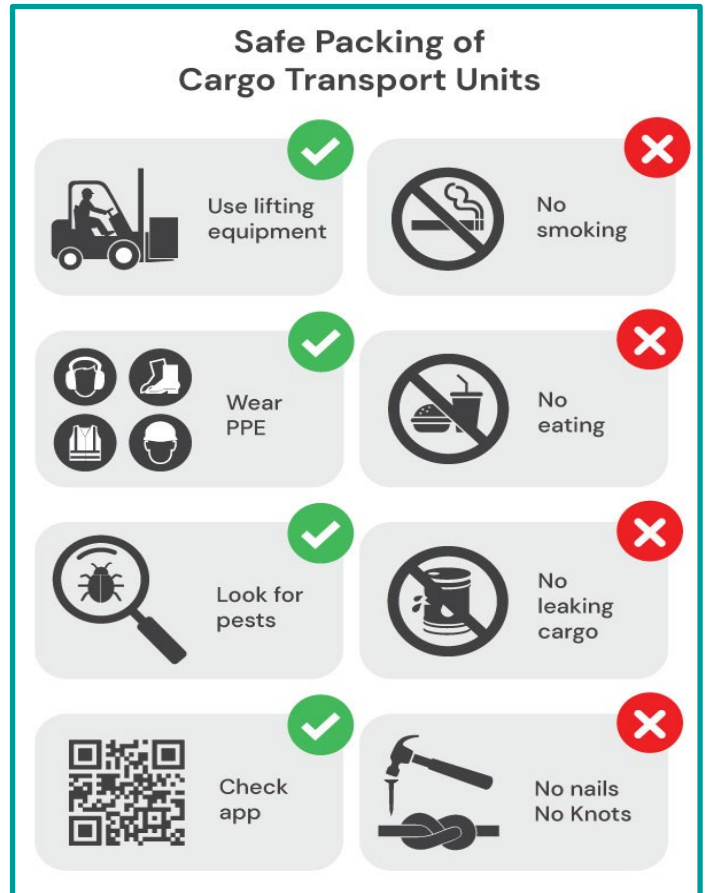 Safe Packing of
Cargo Transport Units
Use lifting
equipment
No
smoking
Wear
PPE
No
eating
Look for
pests
No
leaking
cargo
Check
app
No nails
No Knots